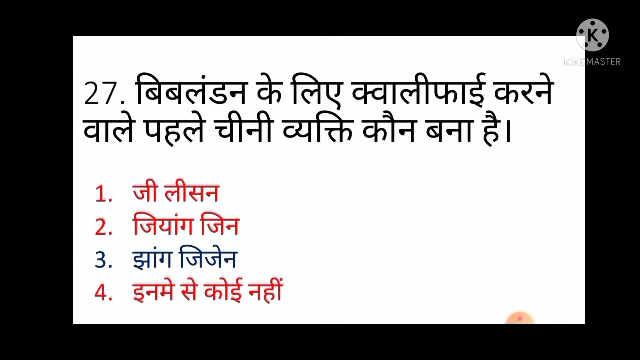 K
KINEMASTER
27. बिबलंडन के लिए क्वालीफाई करने
वाले पहले चीनी व्यक्ति कौन बना है।
1. जी लीसन
2. जियांग जिन
3. झांग जिजेन
4. इनमे से कोई नहीं